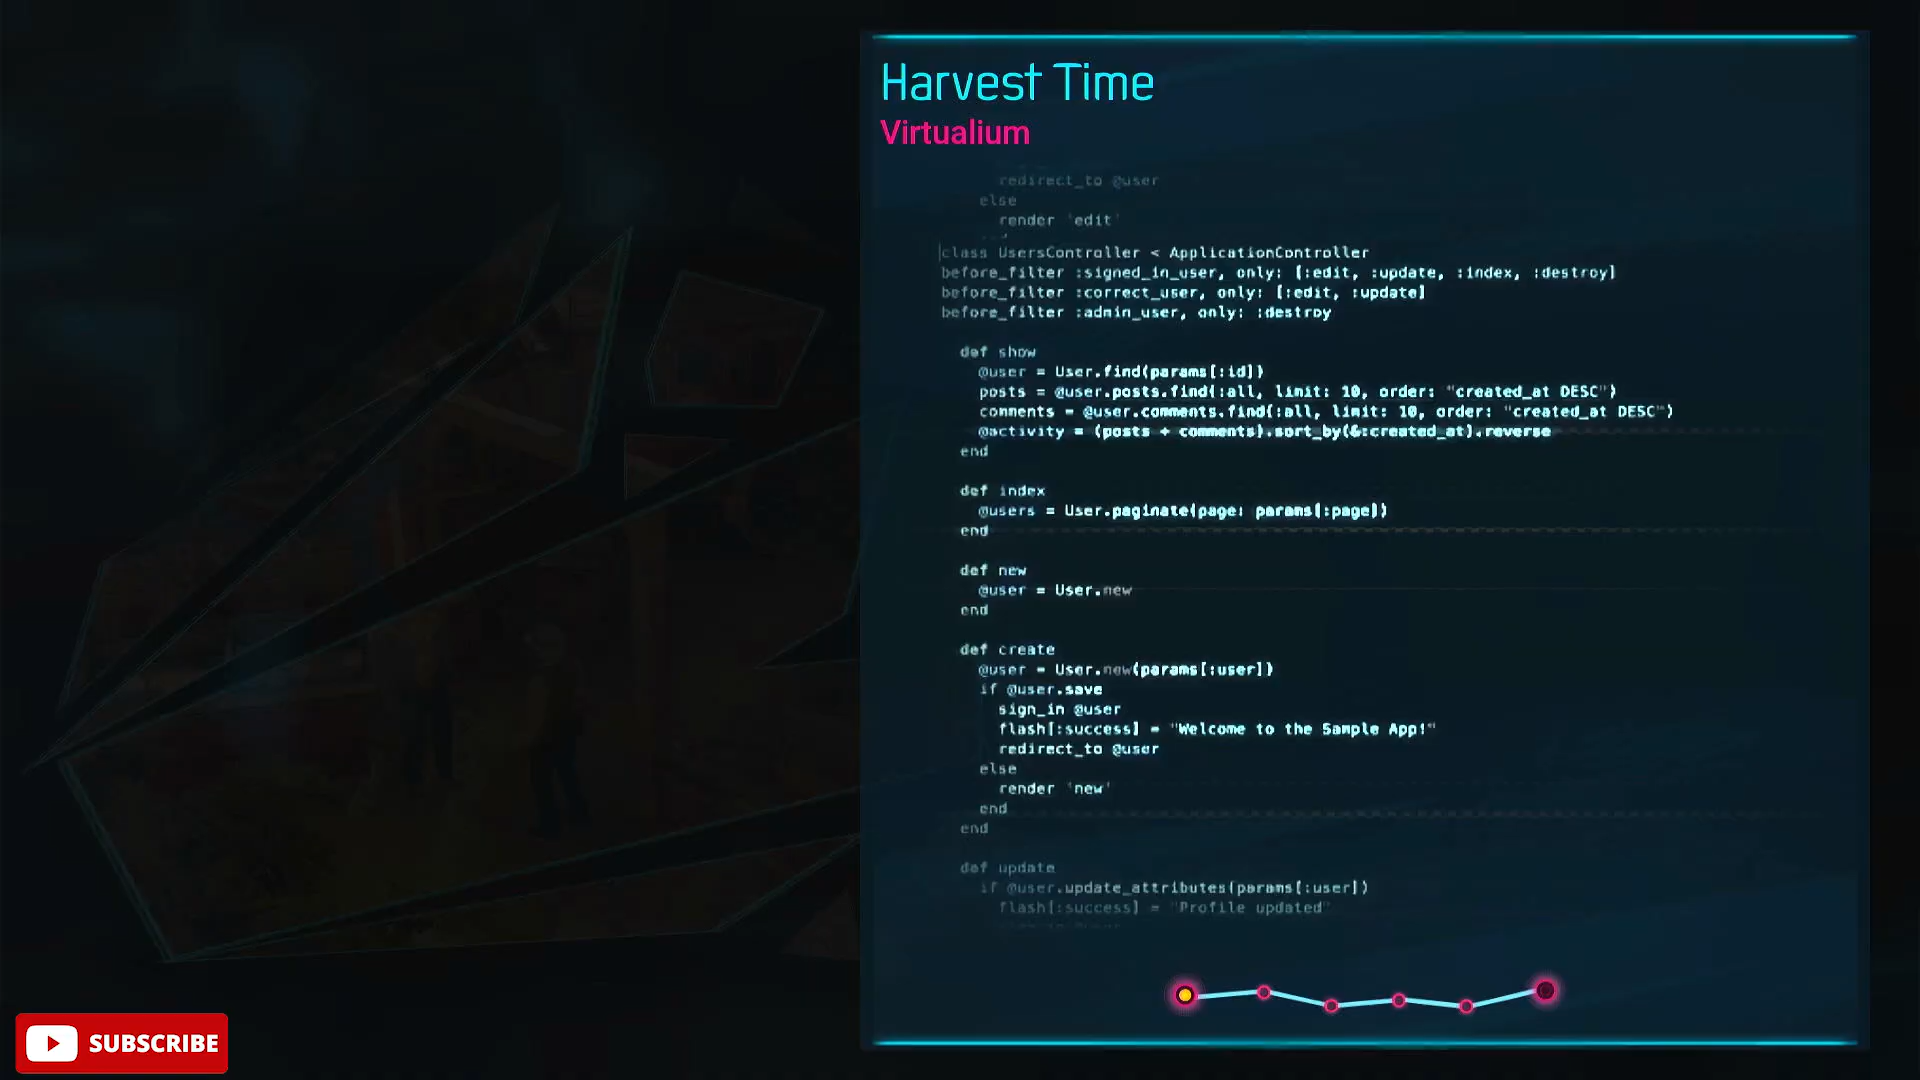 Harvest Time
Virtualium
redirect_to @user
else
render 'edit'
class UsersController < ApplicationController
before_filter :signed_in_user, only: [:edit, :update, :index, :destroy]
before_filter :correct_user, only: [:edit, :update]
before_filter :admin_user, only: :destroy
def show
@user = User.find(params[:id])
posts = @user.posts.find(:all, limit: 10, order: "created_at DESC")
comments = @user.comments.find(:all, limit: 10, order: "created_at DESC")
@activity = (posts + comments).sort_by(&:created_at).reverse
end
def index
@users = User.paginate(page: params[:page])
end
def new
@user = User.new
end
def create
@user = User.new(params[:user])
if @user.save
sign_in @user
flash[:success] = "Welcome to the Sample App!"
redirect_to @user
else
render 'new'
end
end
def update
if @user.update_attributes(params[:user])
flash[:success] = "Profile updated"
SUBSCRIBE